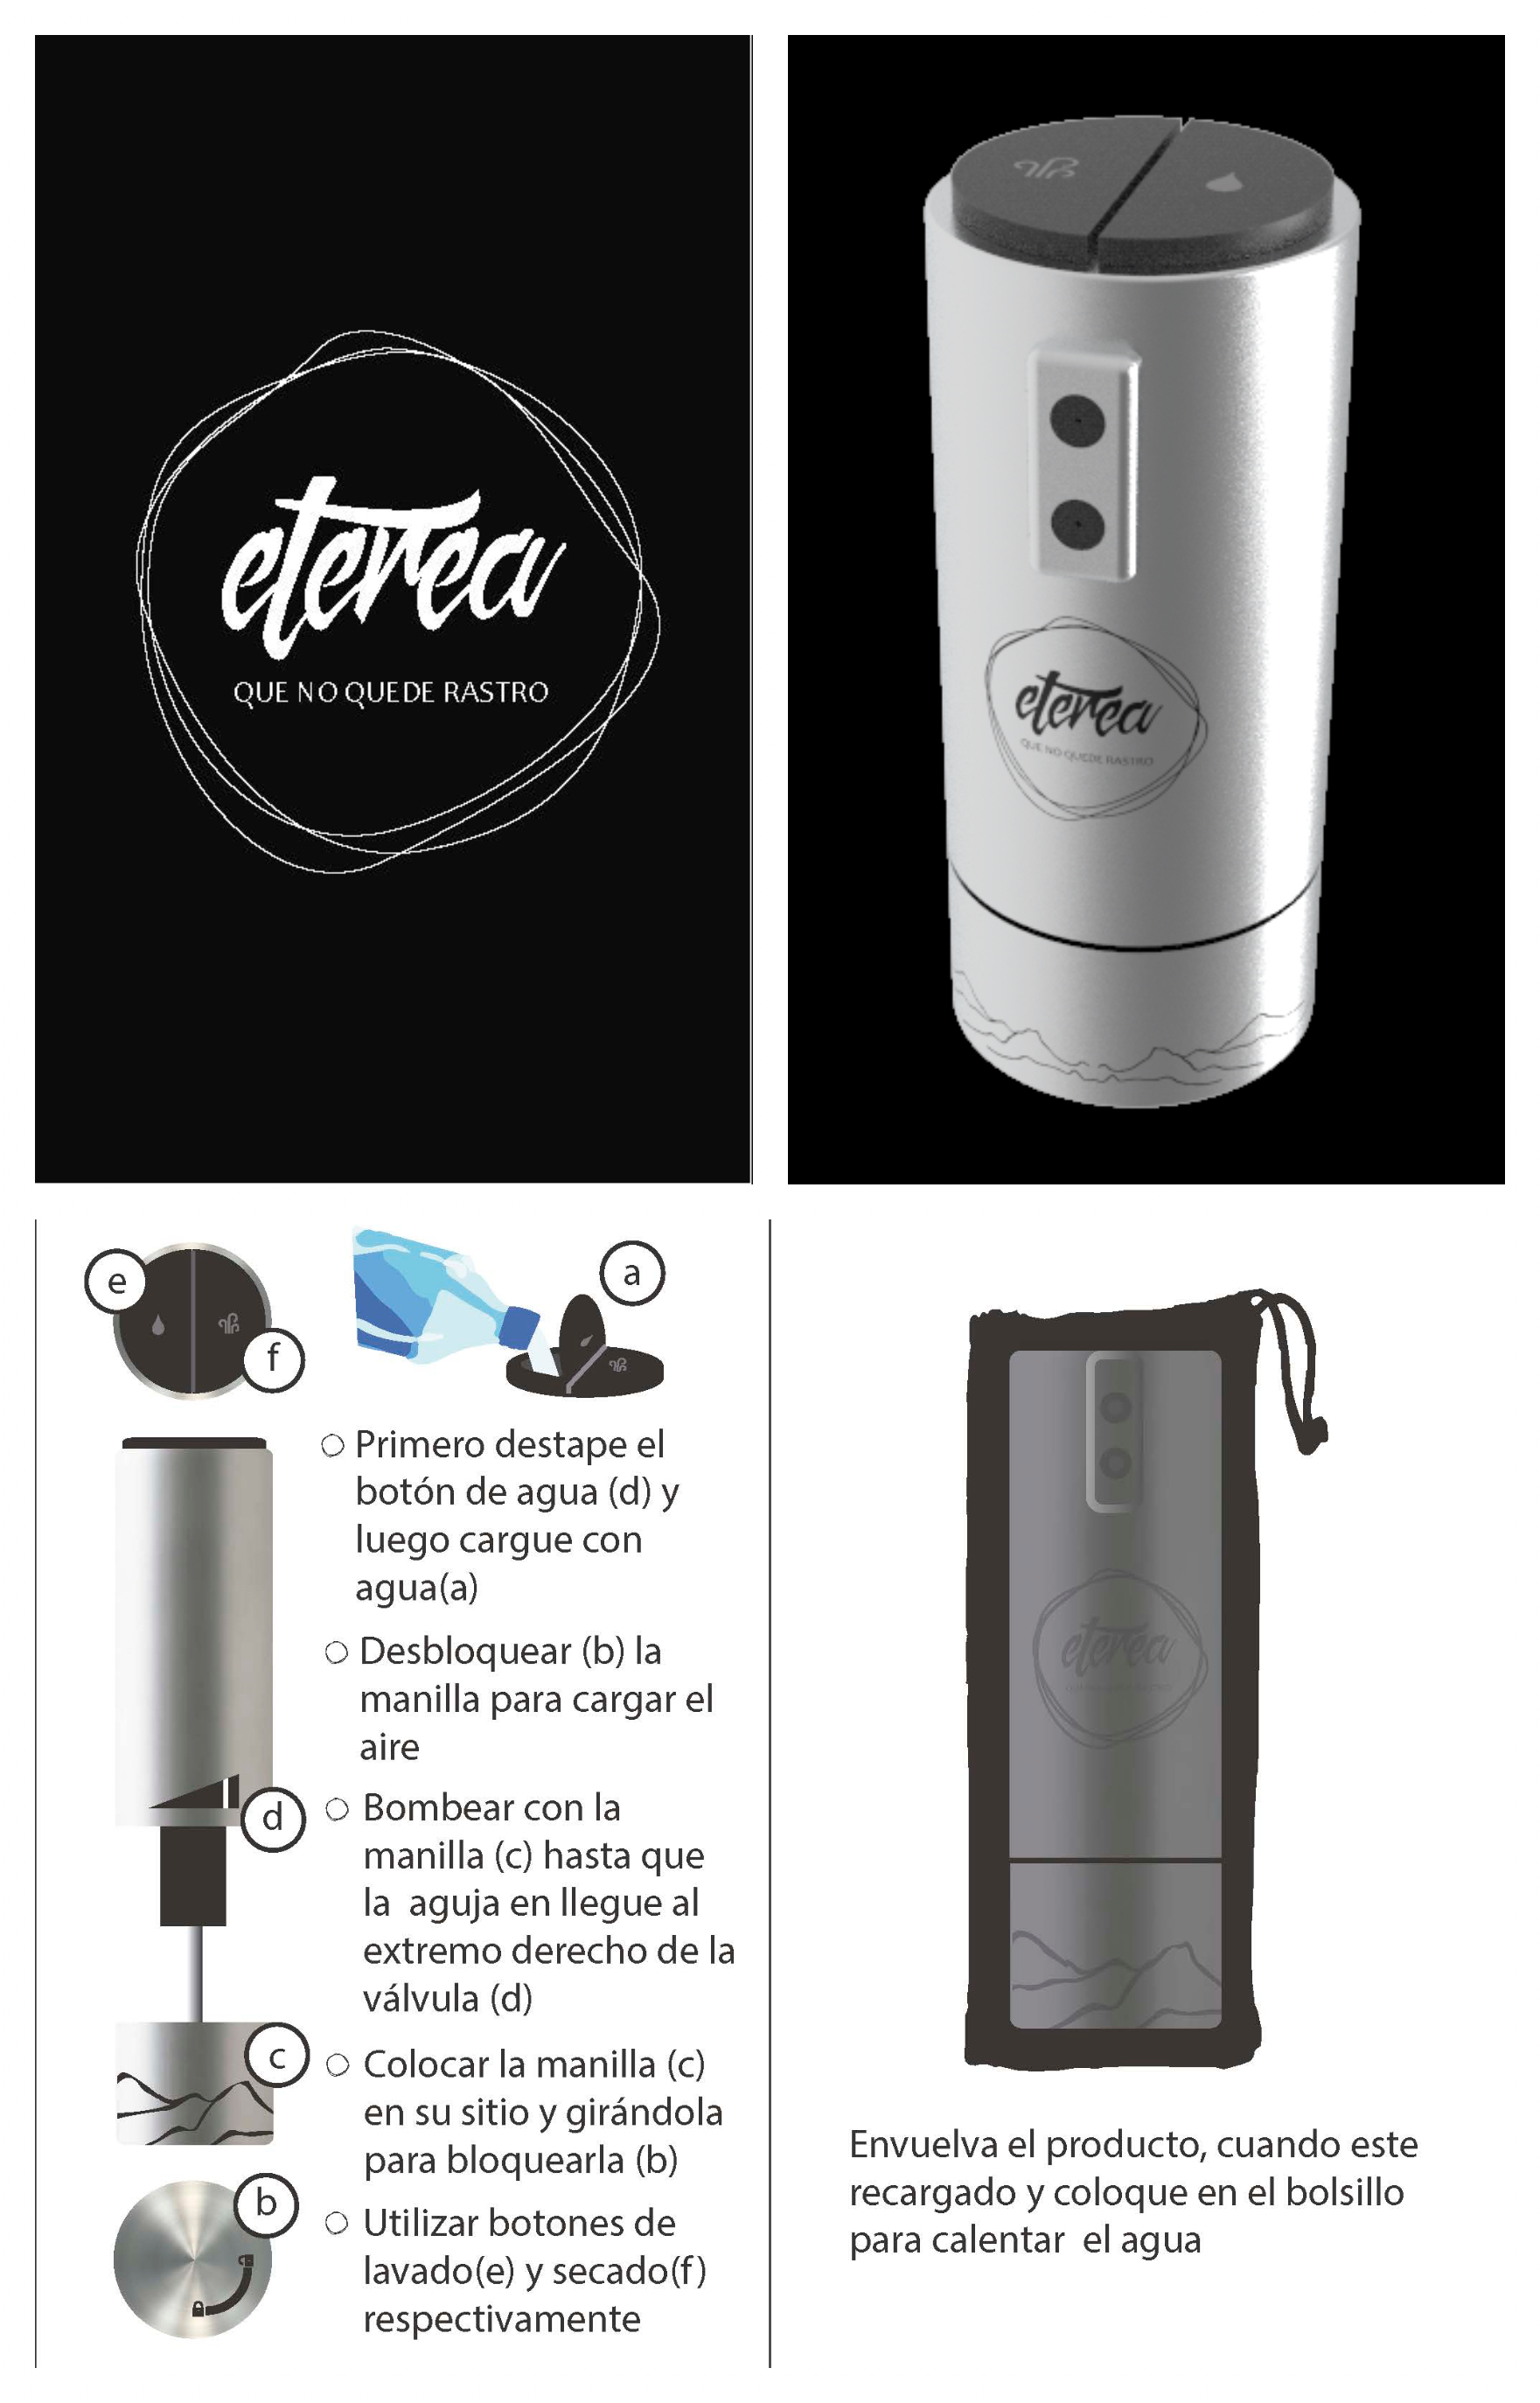 eterea
QUE NO QUEDE RASTRO
eterea
QUE NO QUEDE RASTRO
e
f
a
Primero destape el
botón de agua (d) y
luego cargue con
agua(a)
Desbloquear (b) la
manilla para cargar el
aire
d
Bombear con la
manilla (c) hasta que
la aguja en llegue al
extremo derecho de la
válvula (d)
c
Colocar la manilla (c)
en su sitio y girándola
para bloquearla (b)
b
Utilizar botones de
lavado(e) y secado(f)
respectivamente
eterea
Envuelva el producto, cuando este
recargado y coloque en el bolsillo
para calentar el agua